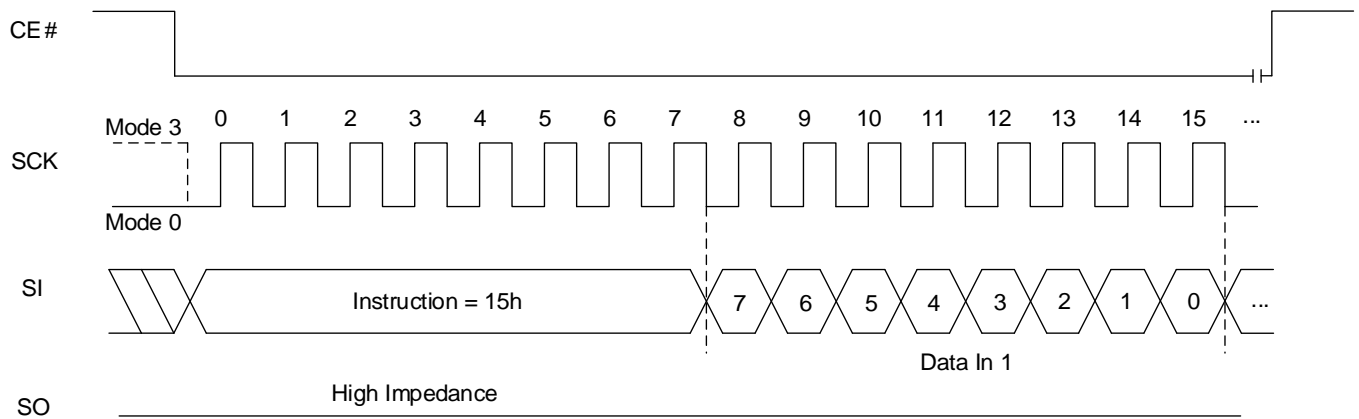 CE#
Mode 3 0 1 2 3 4 5 6 7 8 9 10 11 12 13 14 15 ...
SCK
Mode 0
SI Instruction = 15h 7 6 5 4 3 2 1 0 ...
Data In 1
High Impedance
SO